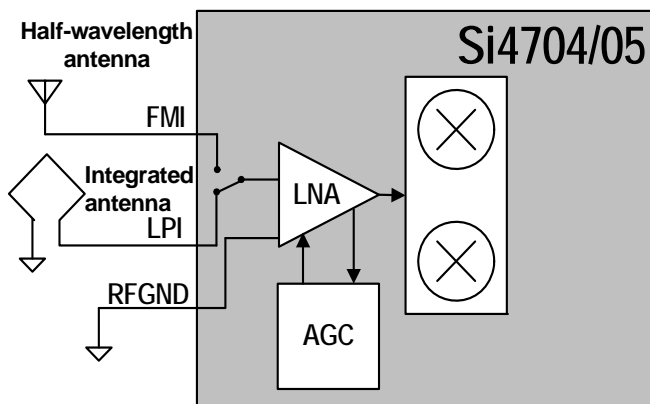 Half-wavelength
antenna
Si4704/05
FMI
Integrated
antenna
LPI
LNA
RFGND
AGC